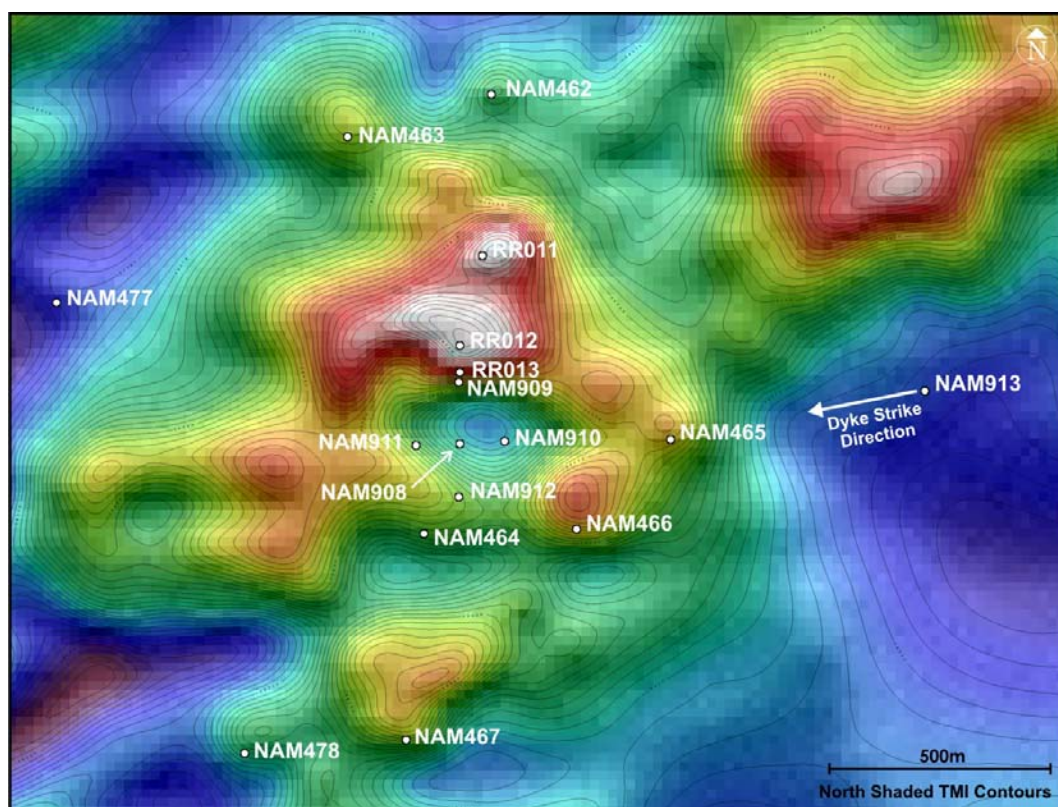 N
NAM462
NAM463
RR011
NAM477
RR012
RR013
NAM909
NAM913
Dyke Strike
Direction
NAM911
NAM910
NAM465
NAM908
NAM912
NAM466
NAM464
NAM467
NAM478
500m
North Shaded TMI Contours